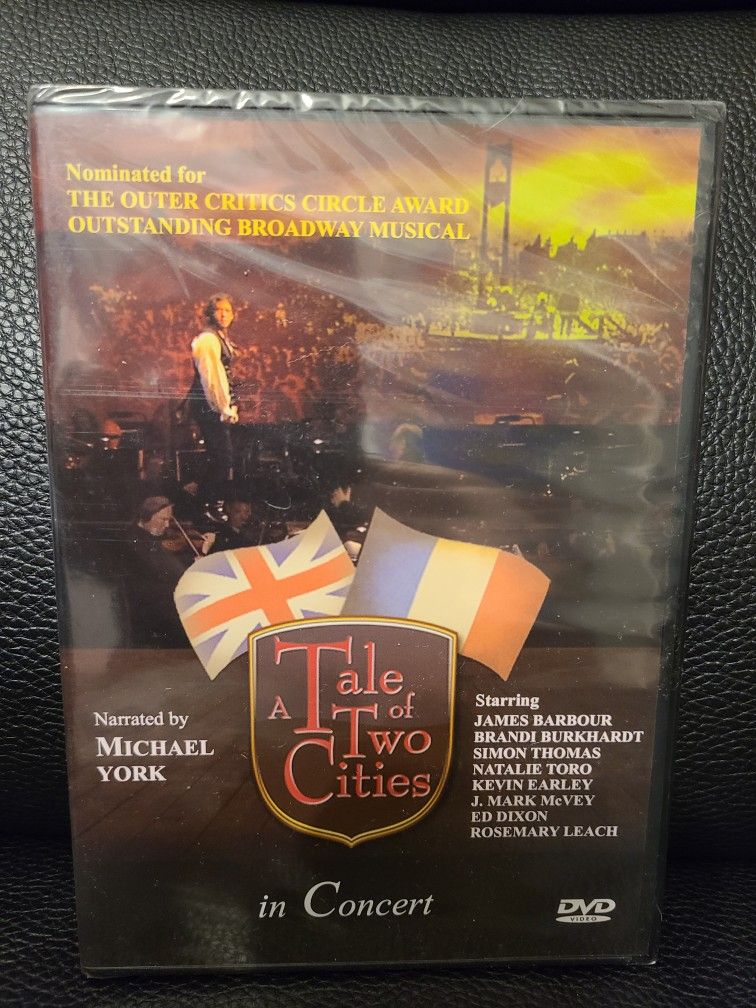 Nominated for
THE OUTER CRITICS CIRCLE AWARD
OUTSTANDING BROADWAY MUSICAL
A Tale
of
Two
Cities
Narrated by
MICHAEL
YORK
Starring
JAMES BARBOUR
BRANDI BURKHARDT
SIMON THOMAS
NATALIE TORO
KEVIN EARLEY
J. MARK McVEY
ED DIXON
ROSEMARY LEACH
in Concert
DVD
VIDEO